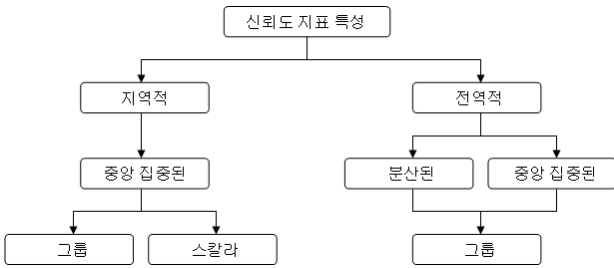 신뢰도 지표 특성
지역적
전역적
중앙 집중된
분산된
중앙 집중된
그룹
스칼라
그룹